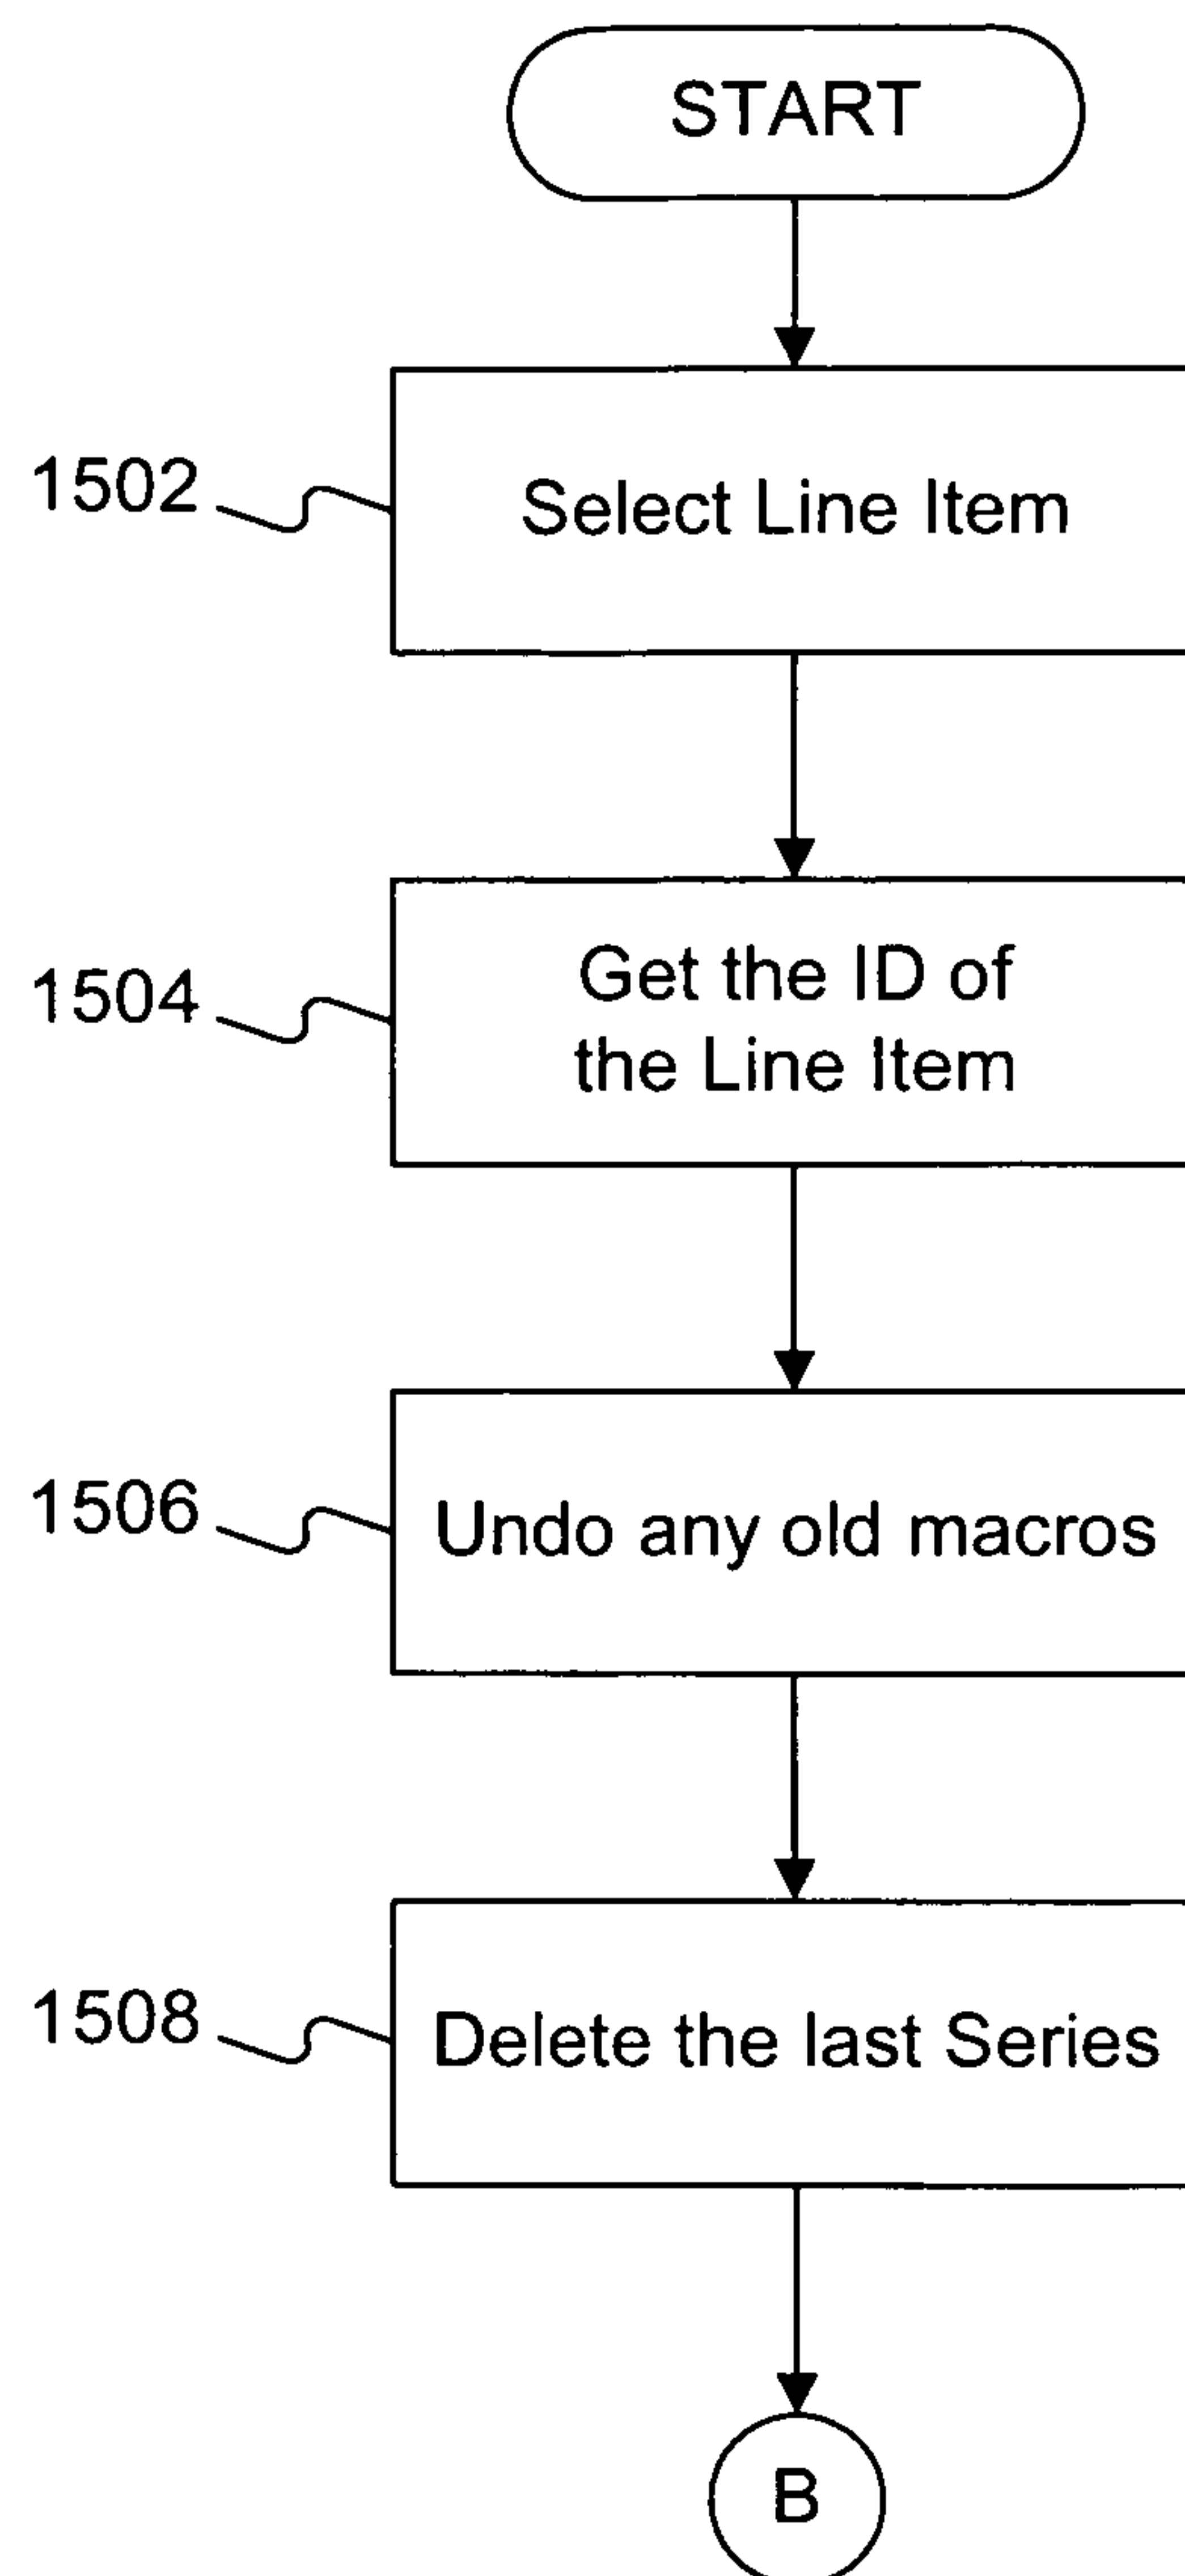 START
1502
Select Line Item
1504
Get the ID of
the Line Item
1506
Undo any old macros
1508
Delete the last Series
B